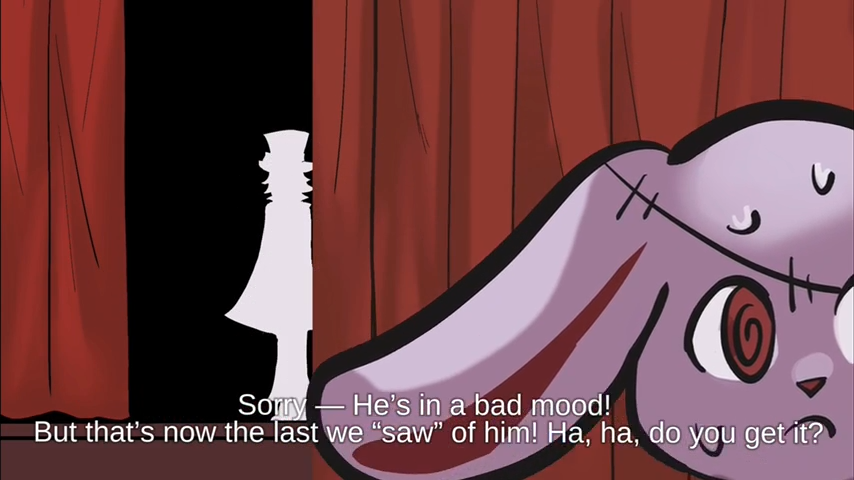 Sorry — He’s in a bad mood!
But that’s now the last we “saw” of him! Ha, ha, do you get it?